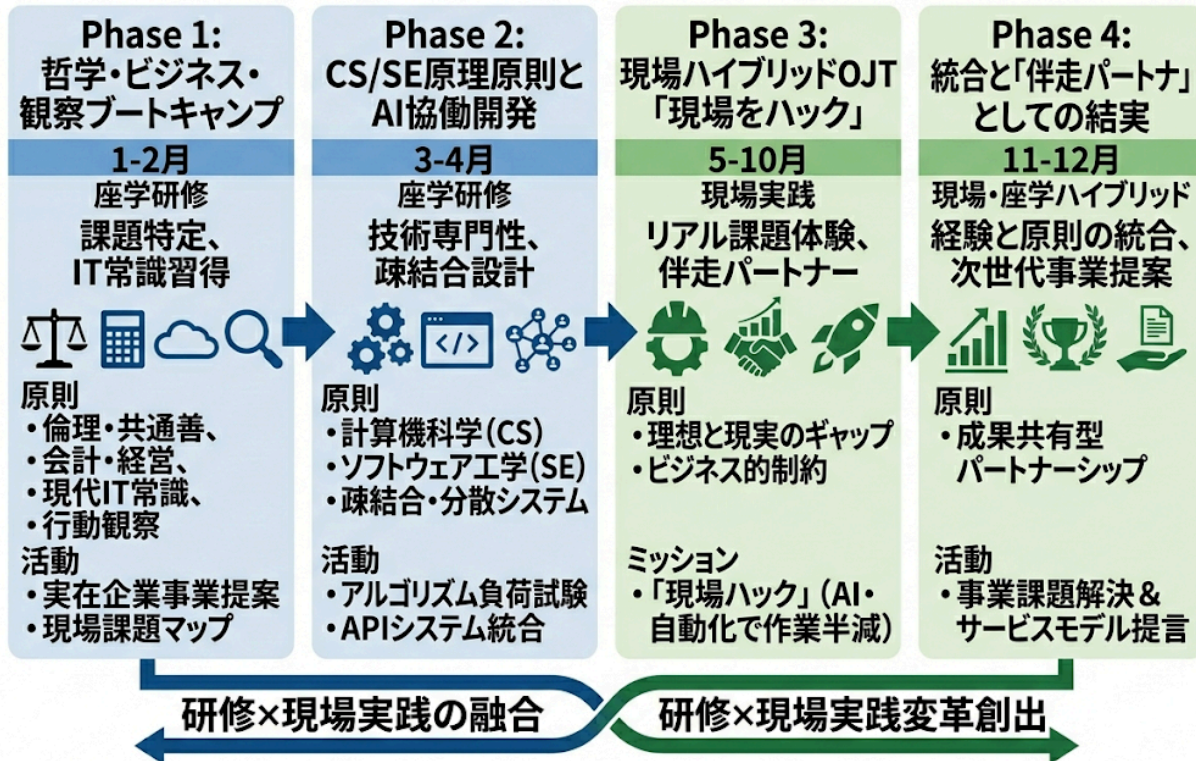 Phase 1:
哲学・ビジネス・
観察ブートキャンプ
1-2月
座学研修
課題特定、
IT常識習得
原則
・倫理・共通善、
・会計・経営、
・現代IT常識、
・行動観察
活動
・実在企業事業提案
・現場課題マップ
Phase 2:
CS/SE原理原則と
AI協働開発
3-4月
座学研修
技術専門性、
疎結合設計
</>
原則
・計算機科学(CS)
・ソフトウェア工学(SE)
・疎結合・分散システム
活動
・アルゴリズム負荷試験
・APIシステム統合
Phase 3:
現場ハイブリッドOJT
「現場をハック」
5-10月
現場実践
リアル課題体験、
伴走パートナー
原則
・理想と現実のギャップ
・ビジネス的制約
ミッション
・「現場ハック」(AI・
自動化で作業半減)
Phase 4:
統合と「伴走パートナ」
としての結実
11-12月
現場・座学ハイブリッド
経験と原則の統合、
次世代事業提案
原則
・成果共有型
パートナーシップ
活動
・事業課題解決&
サービスモデル提言
研修×現場実践の融合
研修×現場実践変革創出